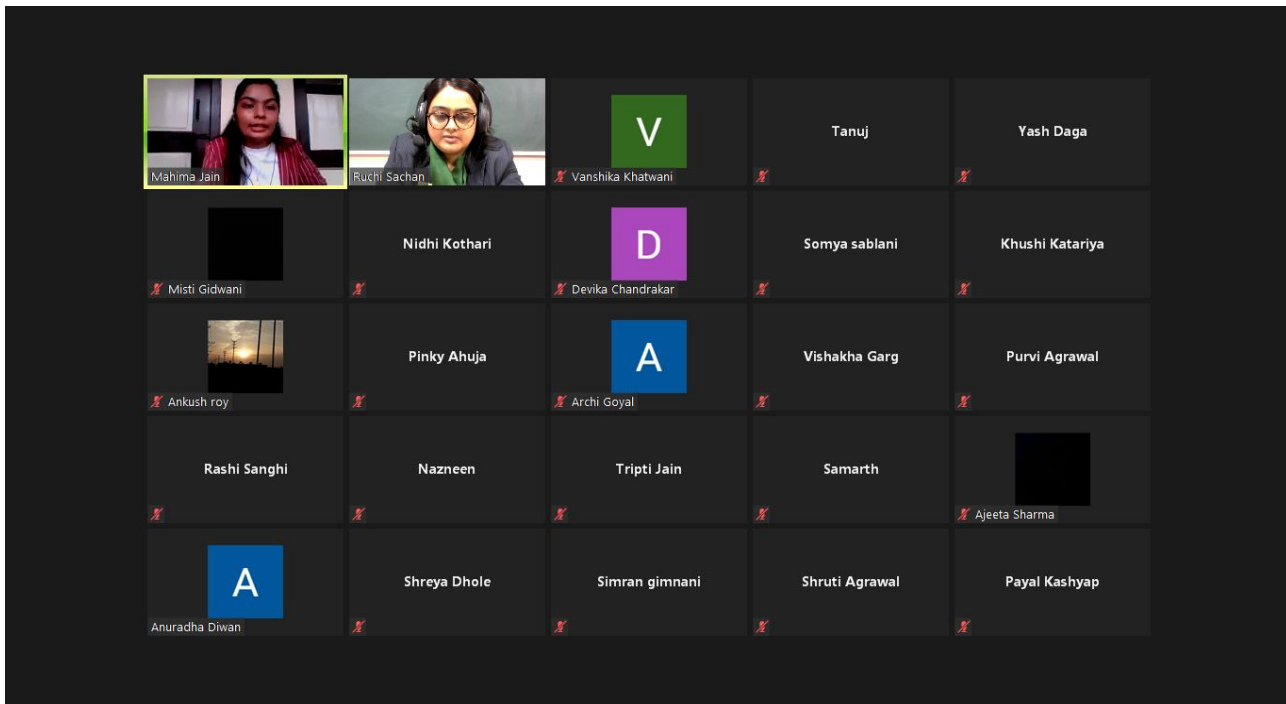 Mahima Jain
Ruchi Sachan
V
Vanshika Khatwani
Tanuj
Yash Daga
Misti Gidwani
Nidhi Kothari
D
Devika Chandrakar
Somya sablani
Khushi Katariya
Ankush roy
Pinky Ahuja
A
Archi Goyal
Vishakha Garg
Purvi Agrawal
Rashi Sanghi
Nazneen
Tripti Jain
Samarth
Ajeeta Sharma
A
Anuradha Diwan
Shreya Dhole
Simran gimnani
Shruti Agrawal
Payal Kashyap